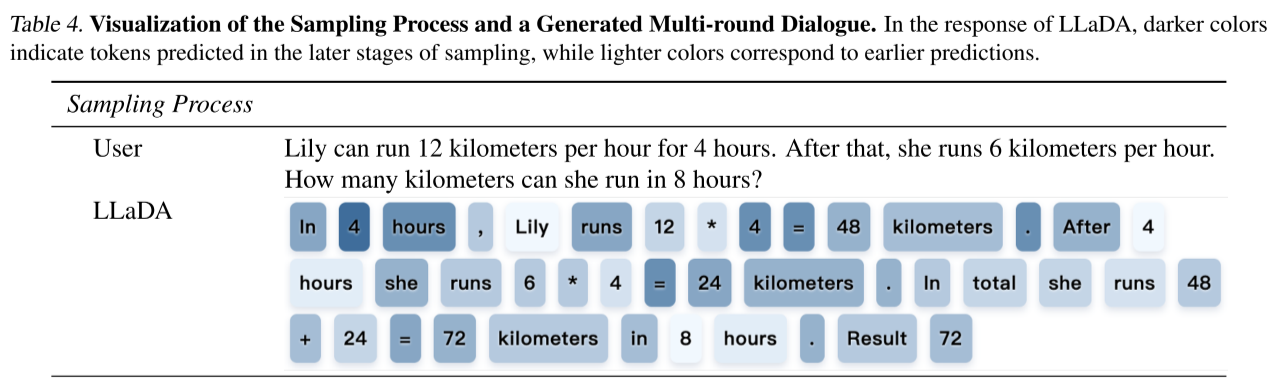 Table 4. Visualization of the Sampling Process and a Generated Multi-round Dialogue. In the response of LLaDA, darker colors
indicate tokens predicted in the later stages of sampling, while lighter colors correspond to earlier predictions.
Sampling Process
User Lily can run 12 kilometers per hour for 4 hours. After that, she runs 6 kilometers per hour.
How many kilometers can she run in 8 hours?
LLaDA In 4 hours , Lily runs 12 * 4 = 48 kilometers . After 4
hours she runs 6 * 4 = 24 kilometers . In total she runs 48
+ 24 = 72 kilometers in 8 hours . Result 72